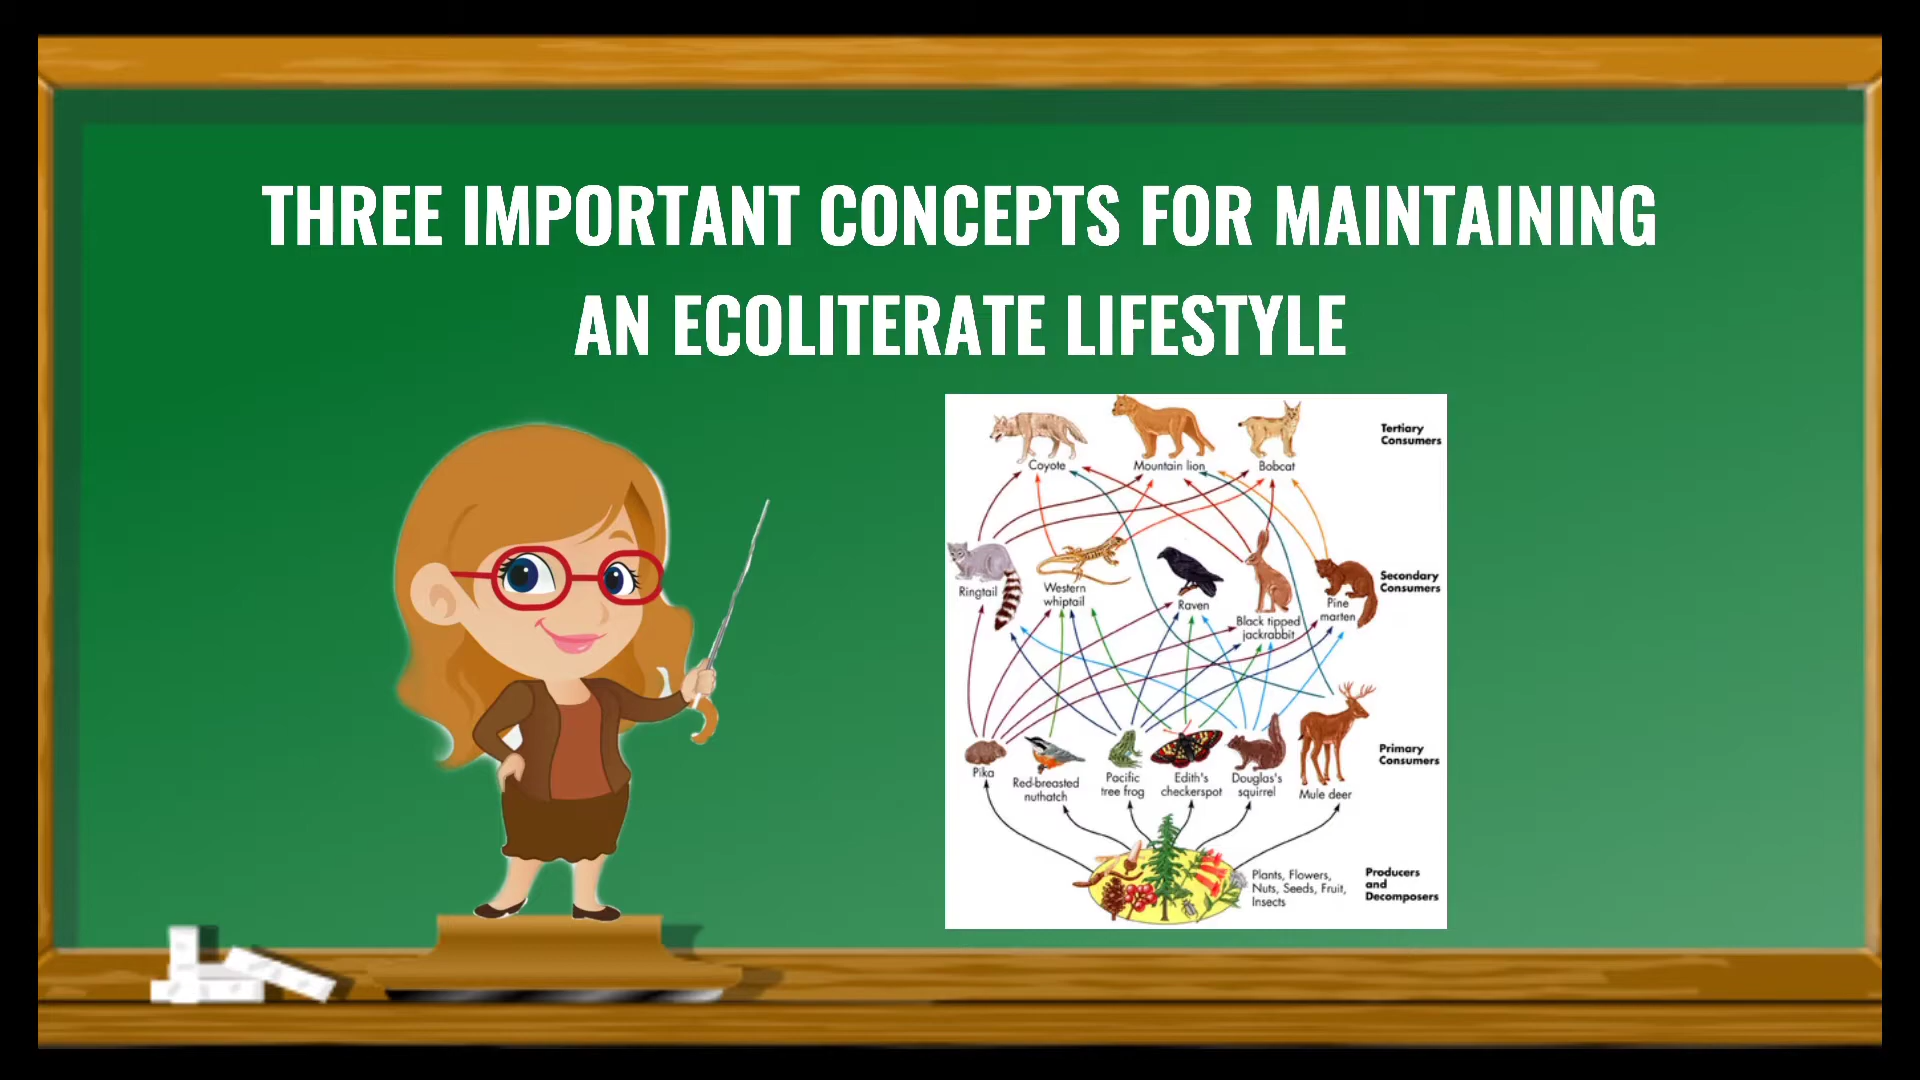 THREE IMPORTANT CONCEPTS FOR MAINTAINING
AN ECOLITERATE LIFESTYLE
Tertiary
Consumers
Coyote
Mountain lion
Bobcat
Secondary
Consumers
Ringtail
Western
whiptail
Raven
Black tipped
jackrabbit
Pine
marten
Primary
Consumers
Pika
Red-breasted
nuthatch
Pacific
tree frog
Edith's
checkerspot
Douglas's
squirrel
Mule deer
Plants, Flowers,
Nuts, Seeds, Fruit,
Insects
Producers
and
Decomposers